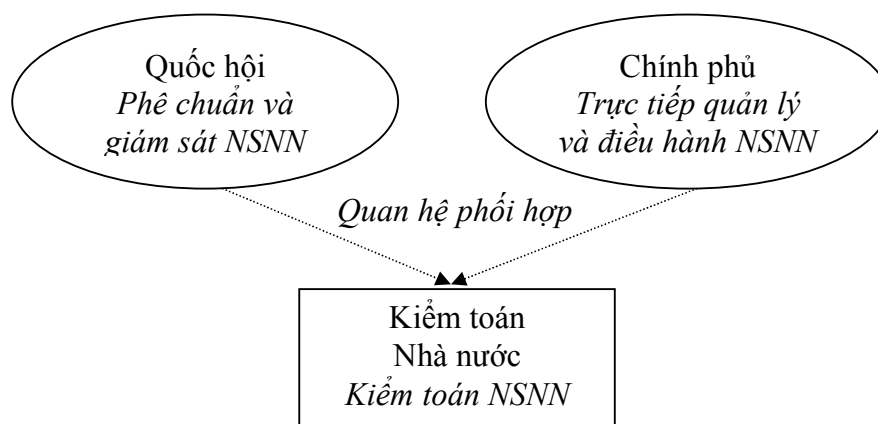 Quốc hội
Phê chuẩn và
giám sát NSNN
Chính phủ
Trực tiếp quản lý
và điều hành NSNN
Quan hệ phối hợp
Kiểm toán
Nhà nước
Kiểm toán NSNN